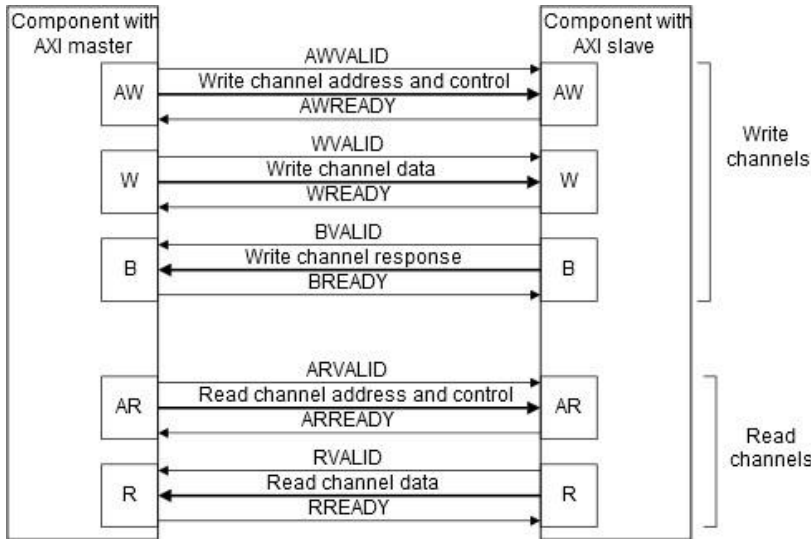 Component with
AXI master
Component with
AXI slave
AWVALID
AW
Write channel address and control
AW
AWREADY
WVALID
W
Write channel data
W
WREADY
BVALID
B
Write channel response
B
BREADY
Write
channels
ARVALID
AR
Read channel address and control
AR
ARREADY
RVALID
R
Read channel data
R
RREADY
Read
channels